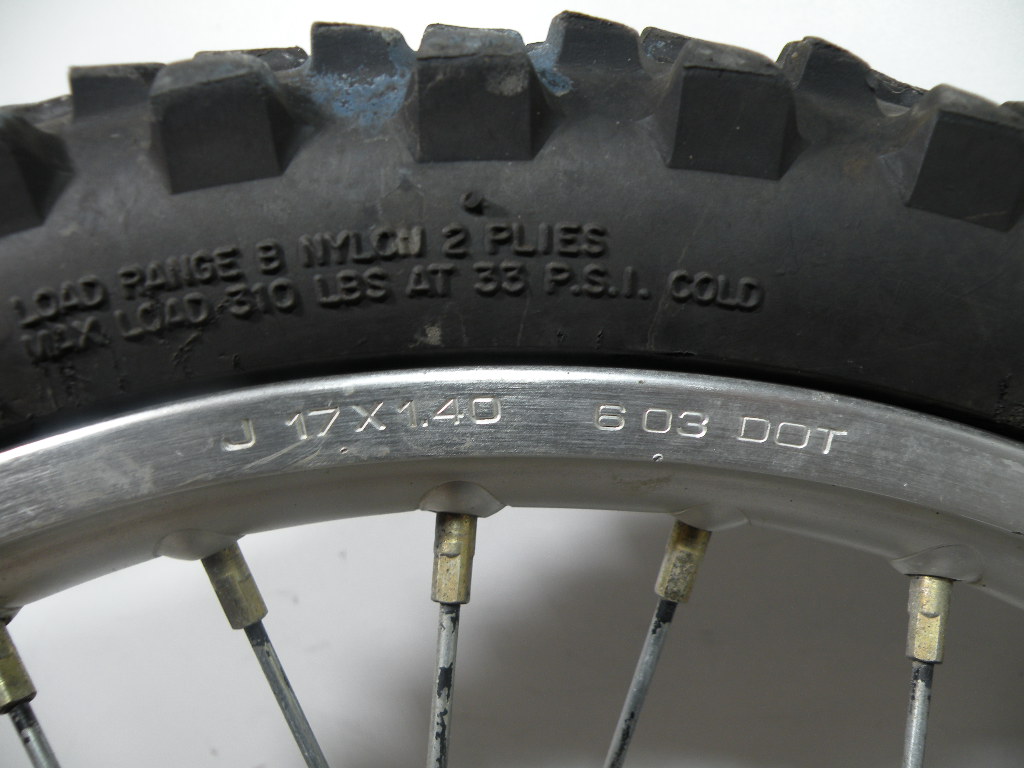 LOAD RANGE B NYLON 2 PLIES
MAX. LOAD 310 LBS AT 33 P.S.I. COLD
J 17X1.40 6 03 DOT